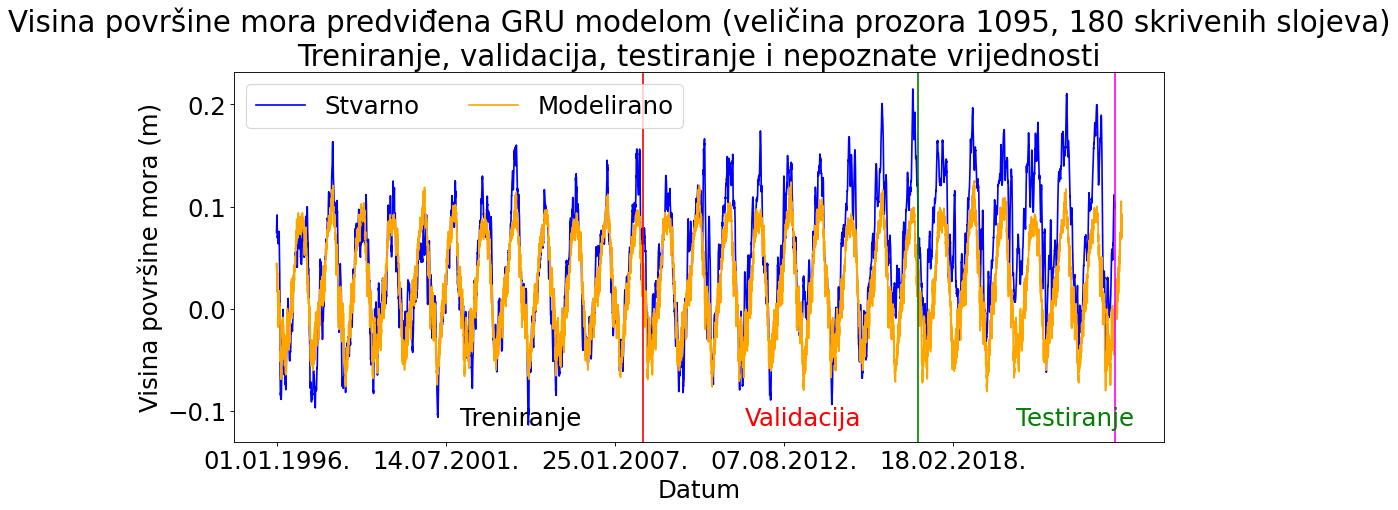 Visina površine mora predviđena GRU modelom (veličina prozora 1095, 180 skrivenih slojeva)
Treniranje, validacija, testiranje i nepoznate vrijednosti
Stvarno
Modelirano
Visina površine mora (m)
0.2
0.1
0.0
−0.1
Treniranje
Validacija
Testiranje
01.01.1996.
14.07.2001.
25.01.2007.
07.08.2012.
18.02.2018.
Datum